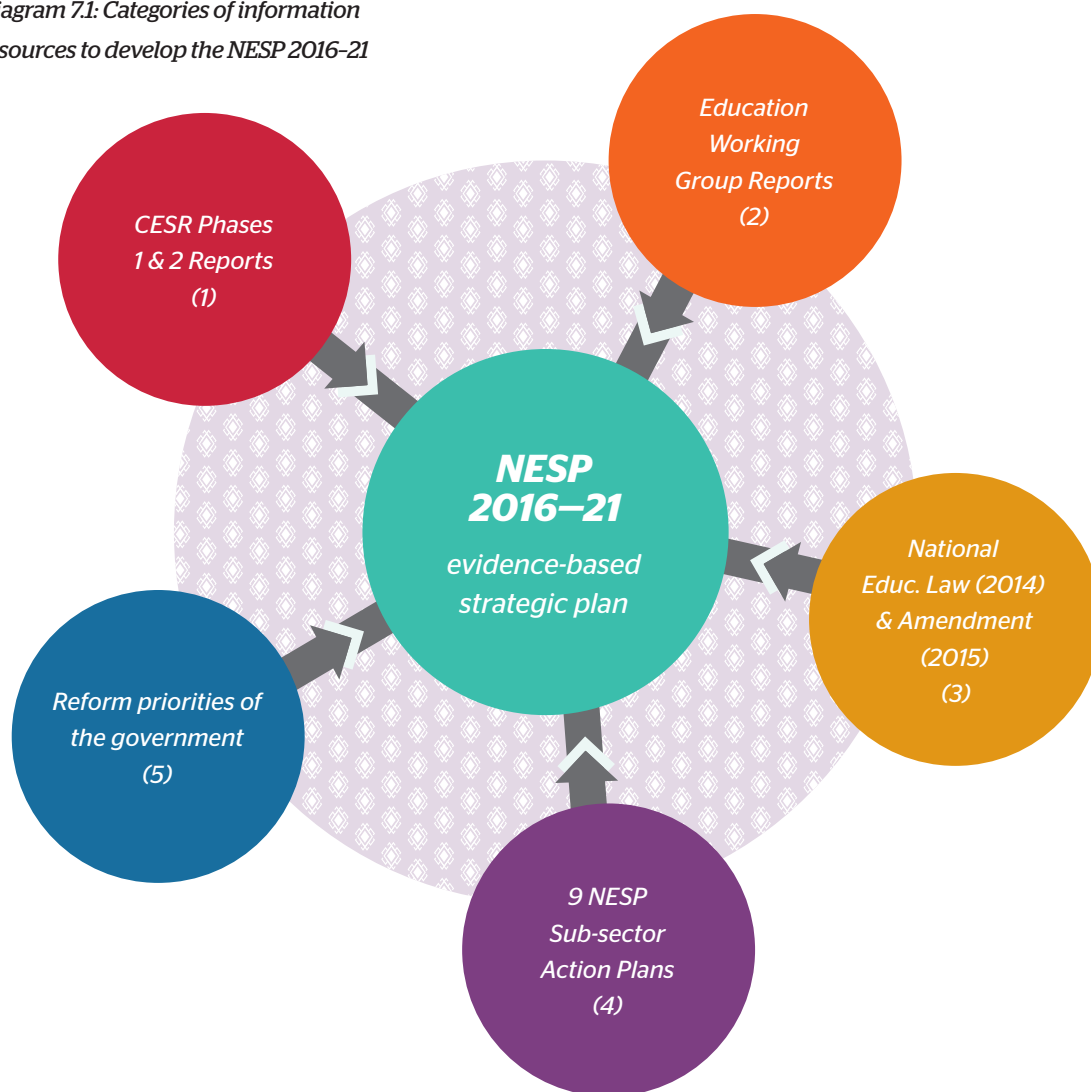 agram 7.1: Categories of information
sources to develop the NESP 2016-21
CESR Phases
1 & 2 Reports
(1)
Education
Working
Group Reports
(2)
NESP
2016—21
evidence-based
strategic plan
National
Educ. Law (2014)
& Amendment
(2015)
(3)
Reform priorities of
the government
(5)
9 NESP
Sub-sector
Action Plans
(4)